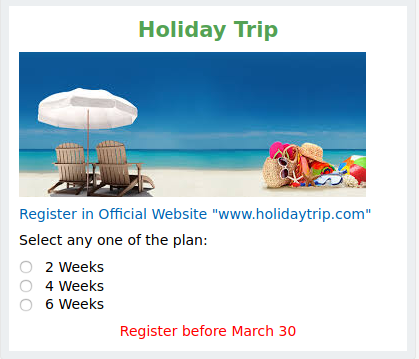 Holiday Trip
Register in Official Website "www.holidaytrip.com"
Select any one of the plan:
2 Weeks
4 Weeks
6 Weeks
Register before March 30